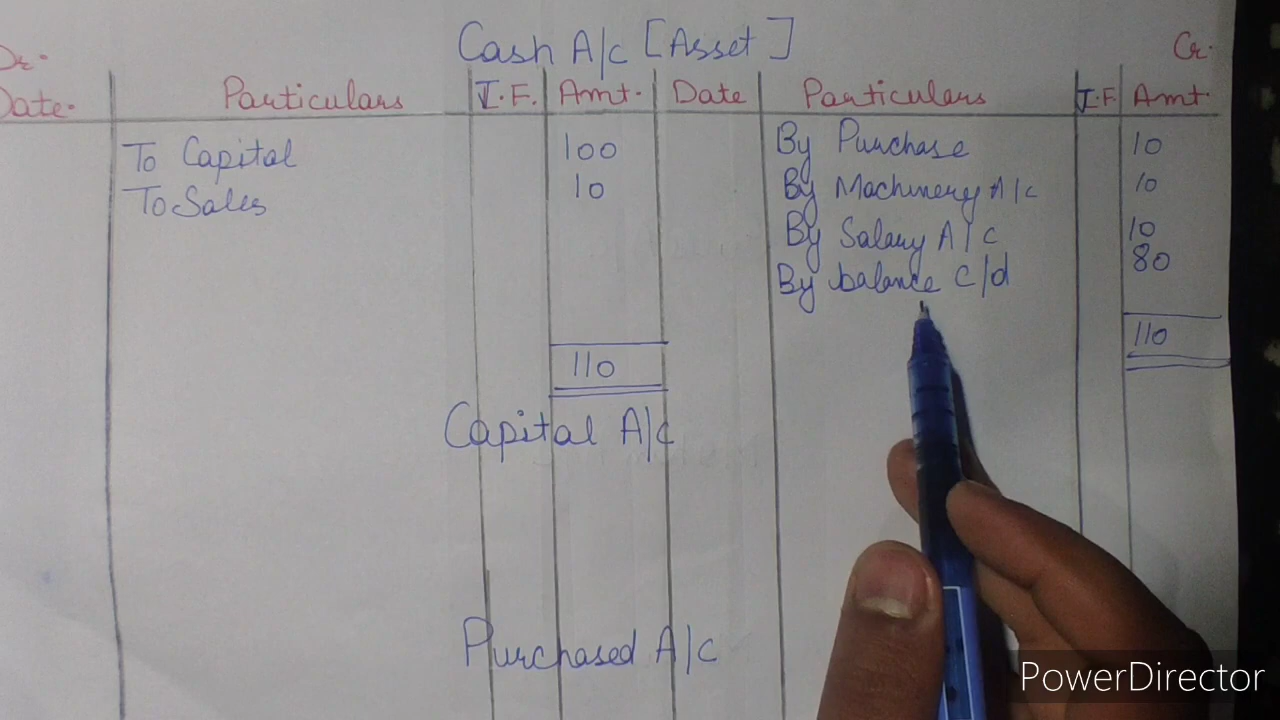 Cash A/c [Asset]
Dr. Cr.
Date. Particulars I.F. Amt. Date Particulars I.F. Amt.
To Capital 100 By Purchase 10
To Sales 10 By Machinery A/c 10
By Salary A/c 10
By balance c/d 80
110 110
Capital A/c
Purchased A/c
PowerDirector